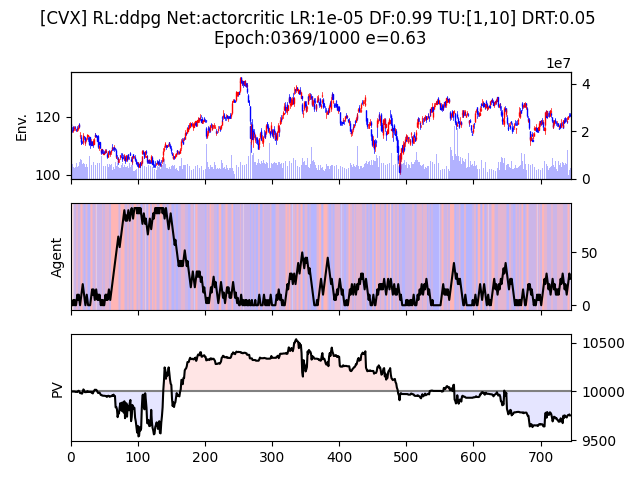 [CVX] RL:ddpg Net:actorcritic LR:1e-05 DF:0.99 TU:[1,10] DRT:0.05
Epoch:0369/1000 e=0.63
1e7
Env.
120
100
4
2
0
Agent
50
0
PV
10500
10000
9500
0 100 200 300 400 500 600 700